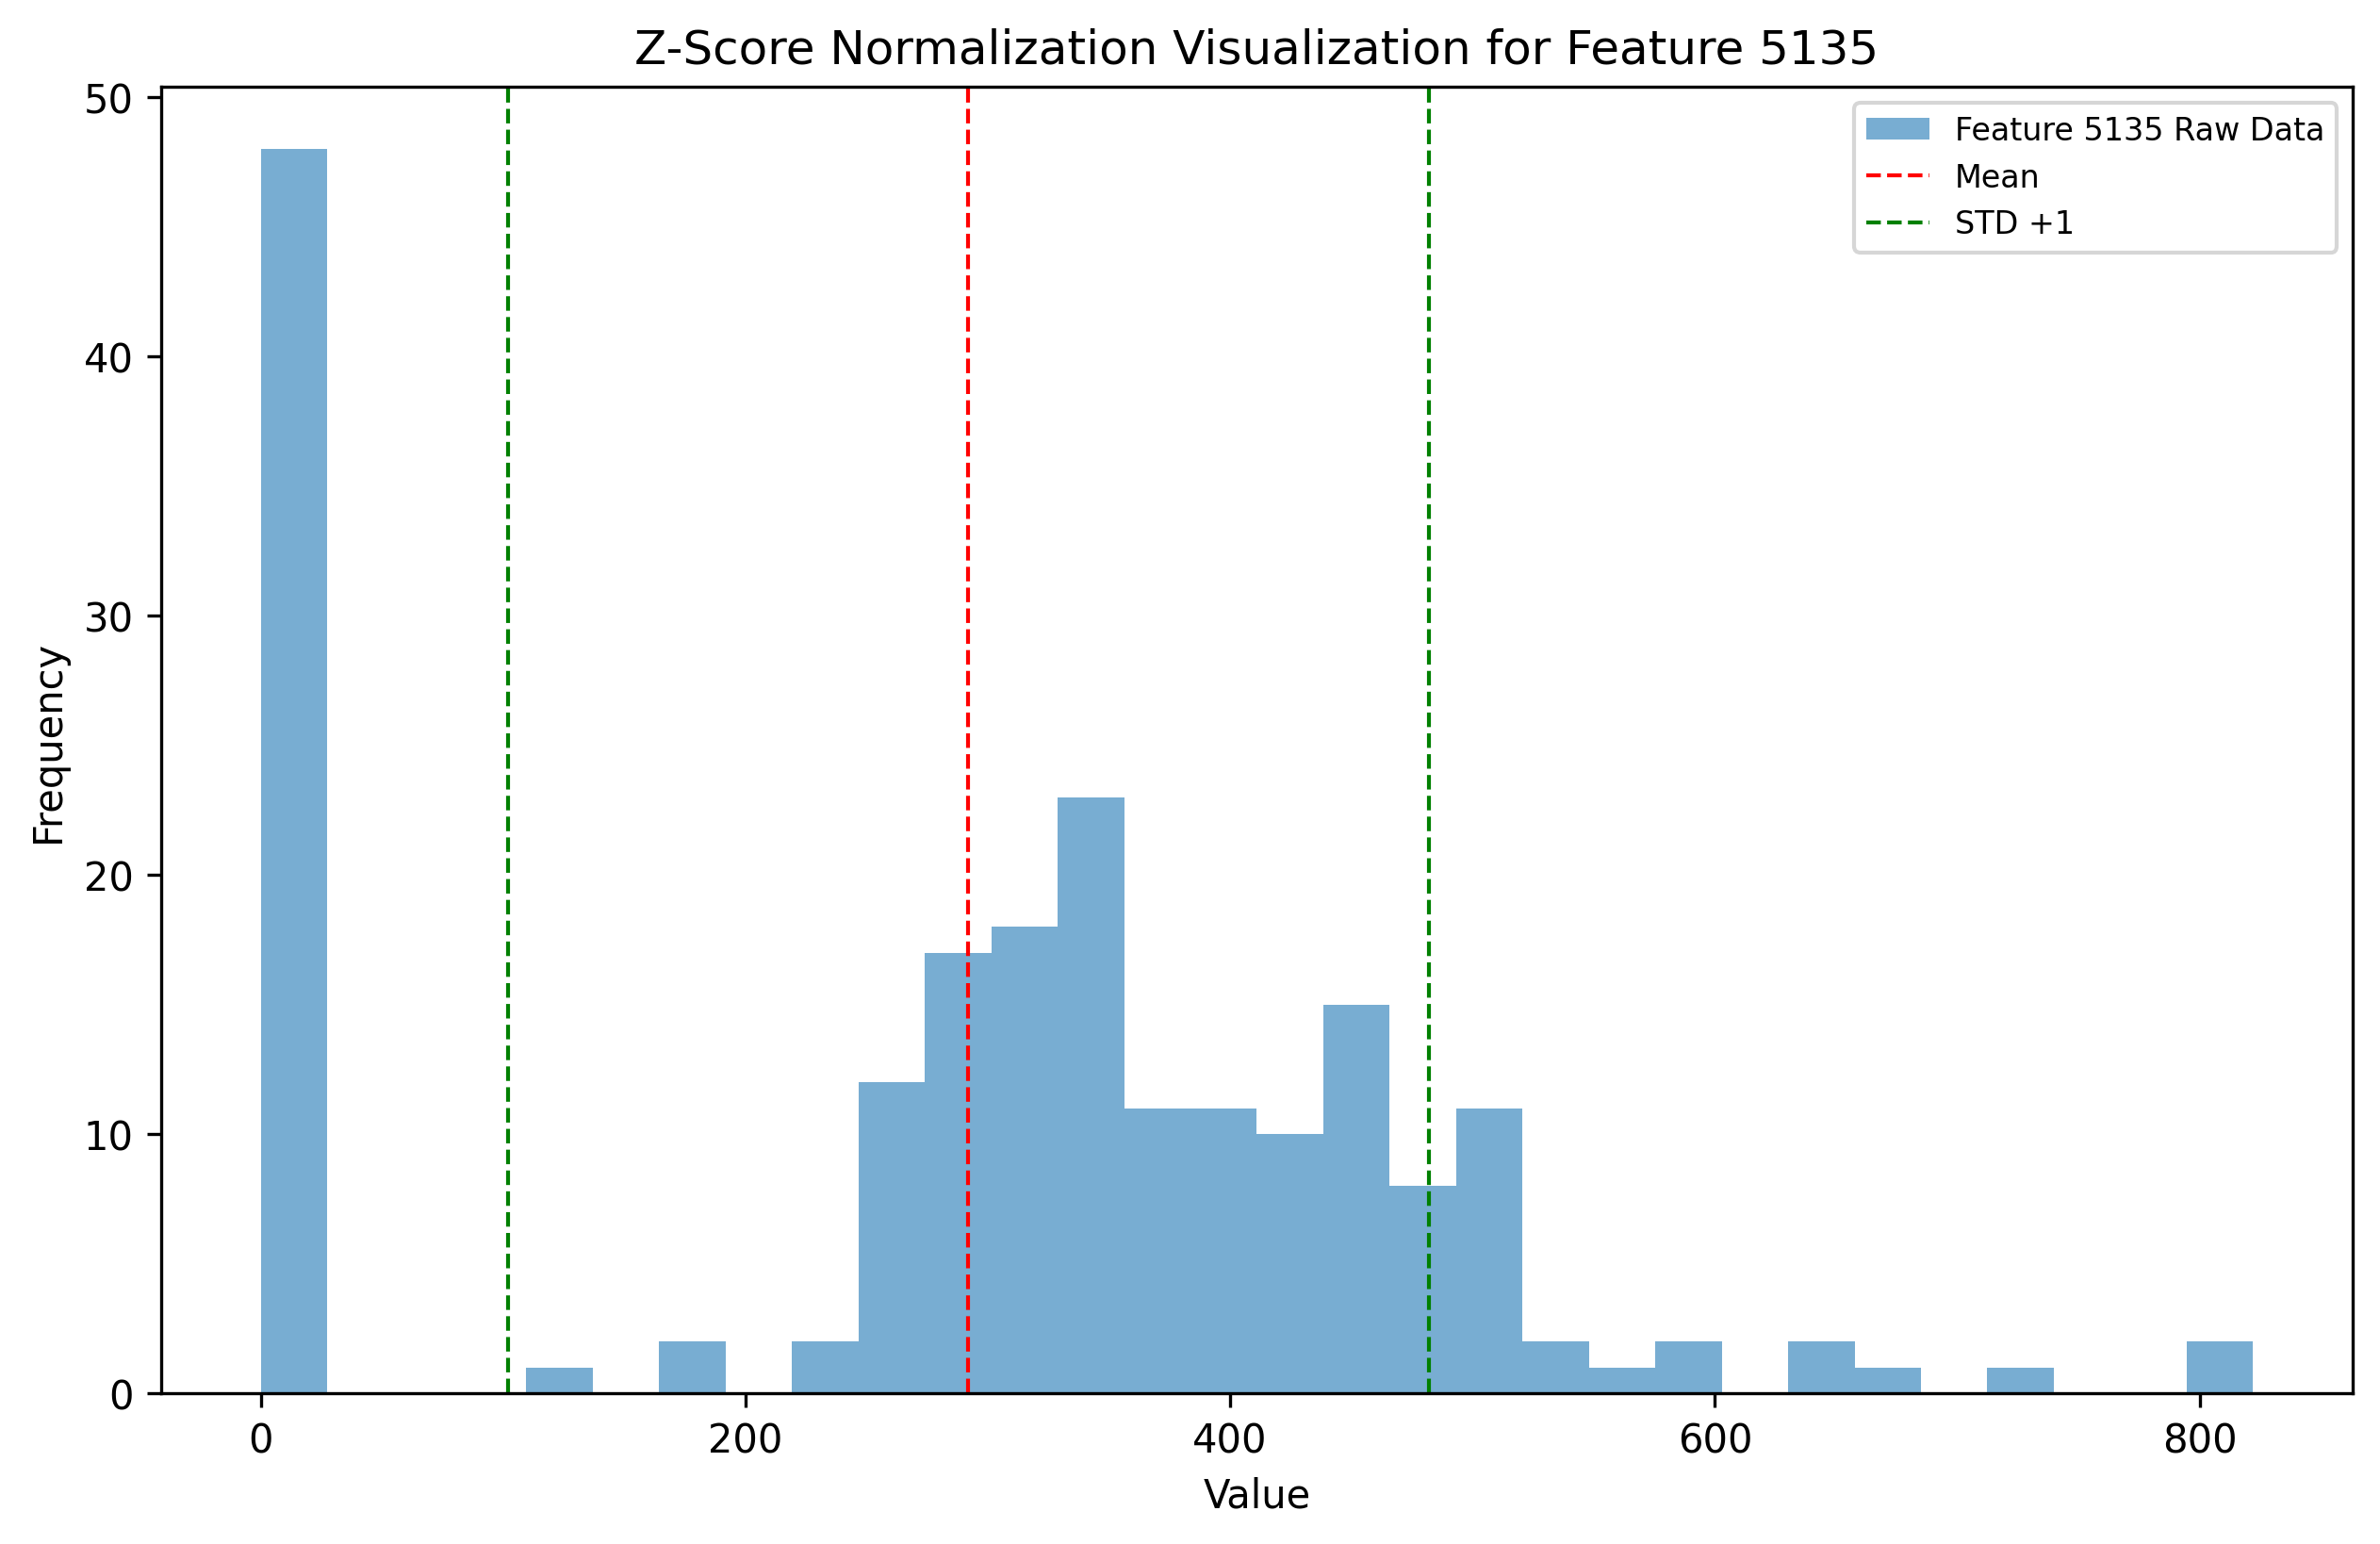 Z-Score Normalization Visualization for Feature 5135
Feature 5135 Raw Data
Mean
STD +1
50
40
30
20
10
0
Frequency
0
200
400
600
800
Value